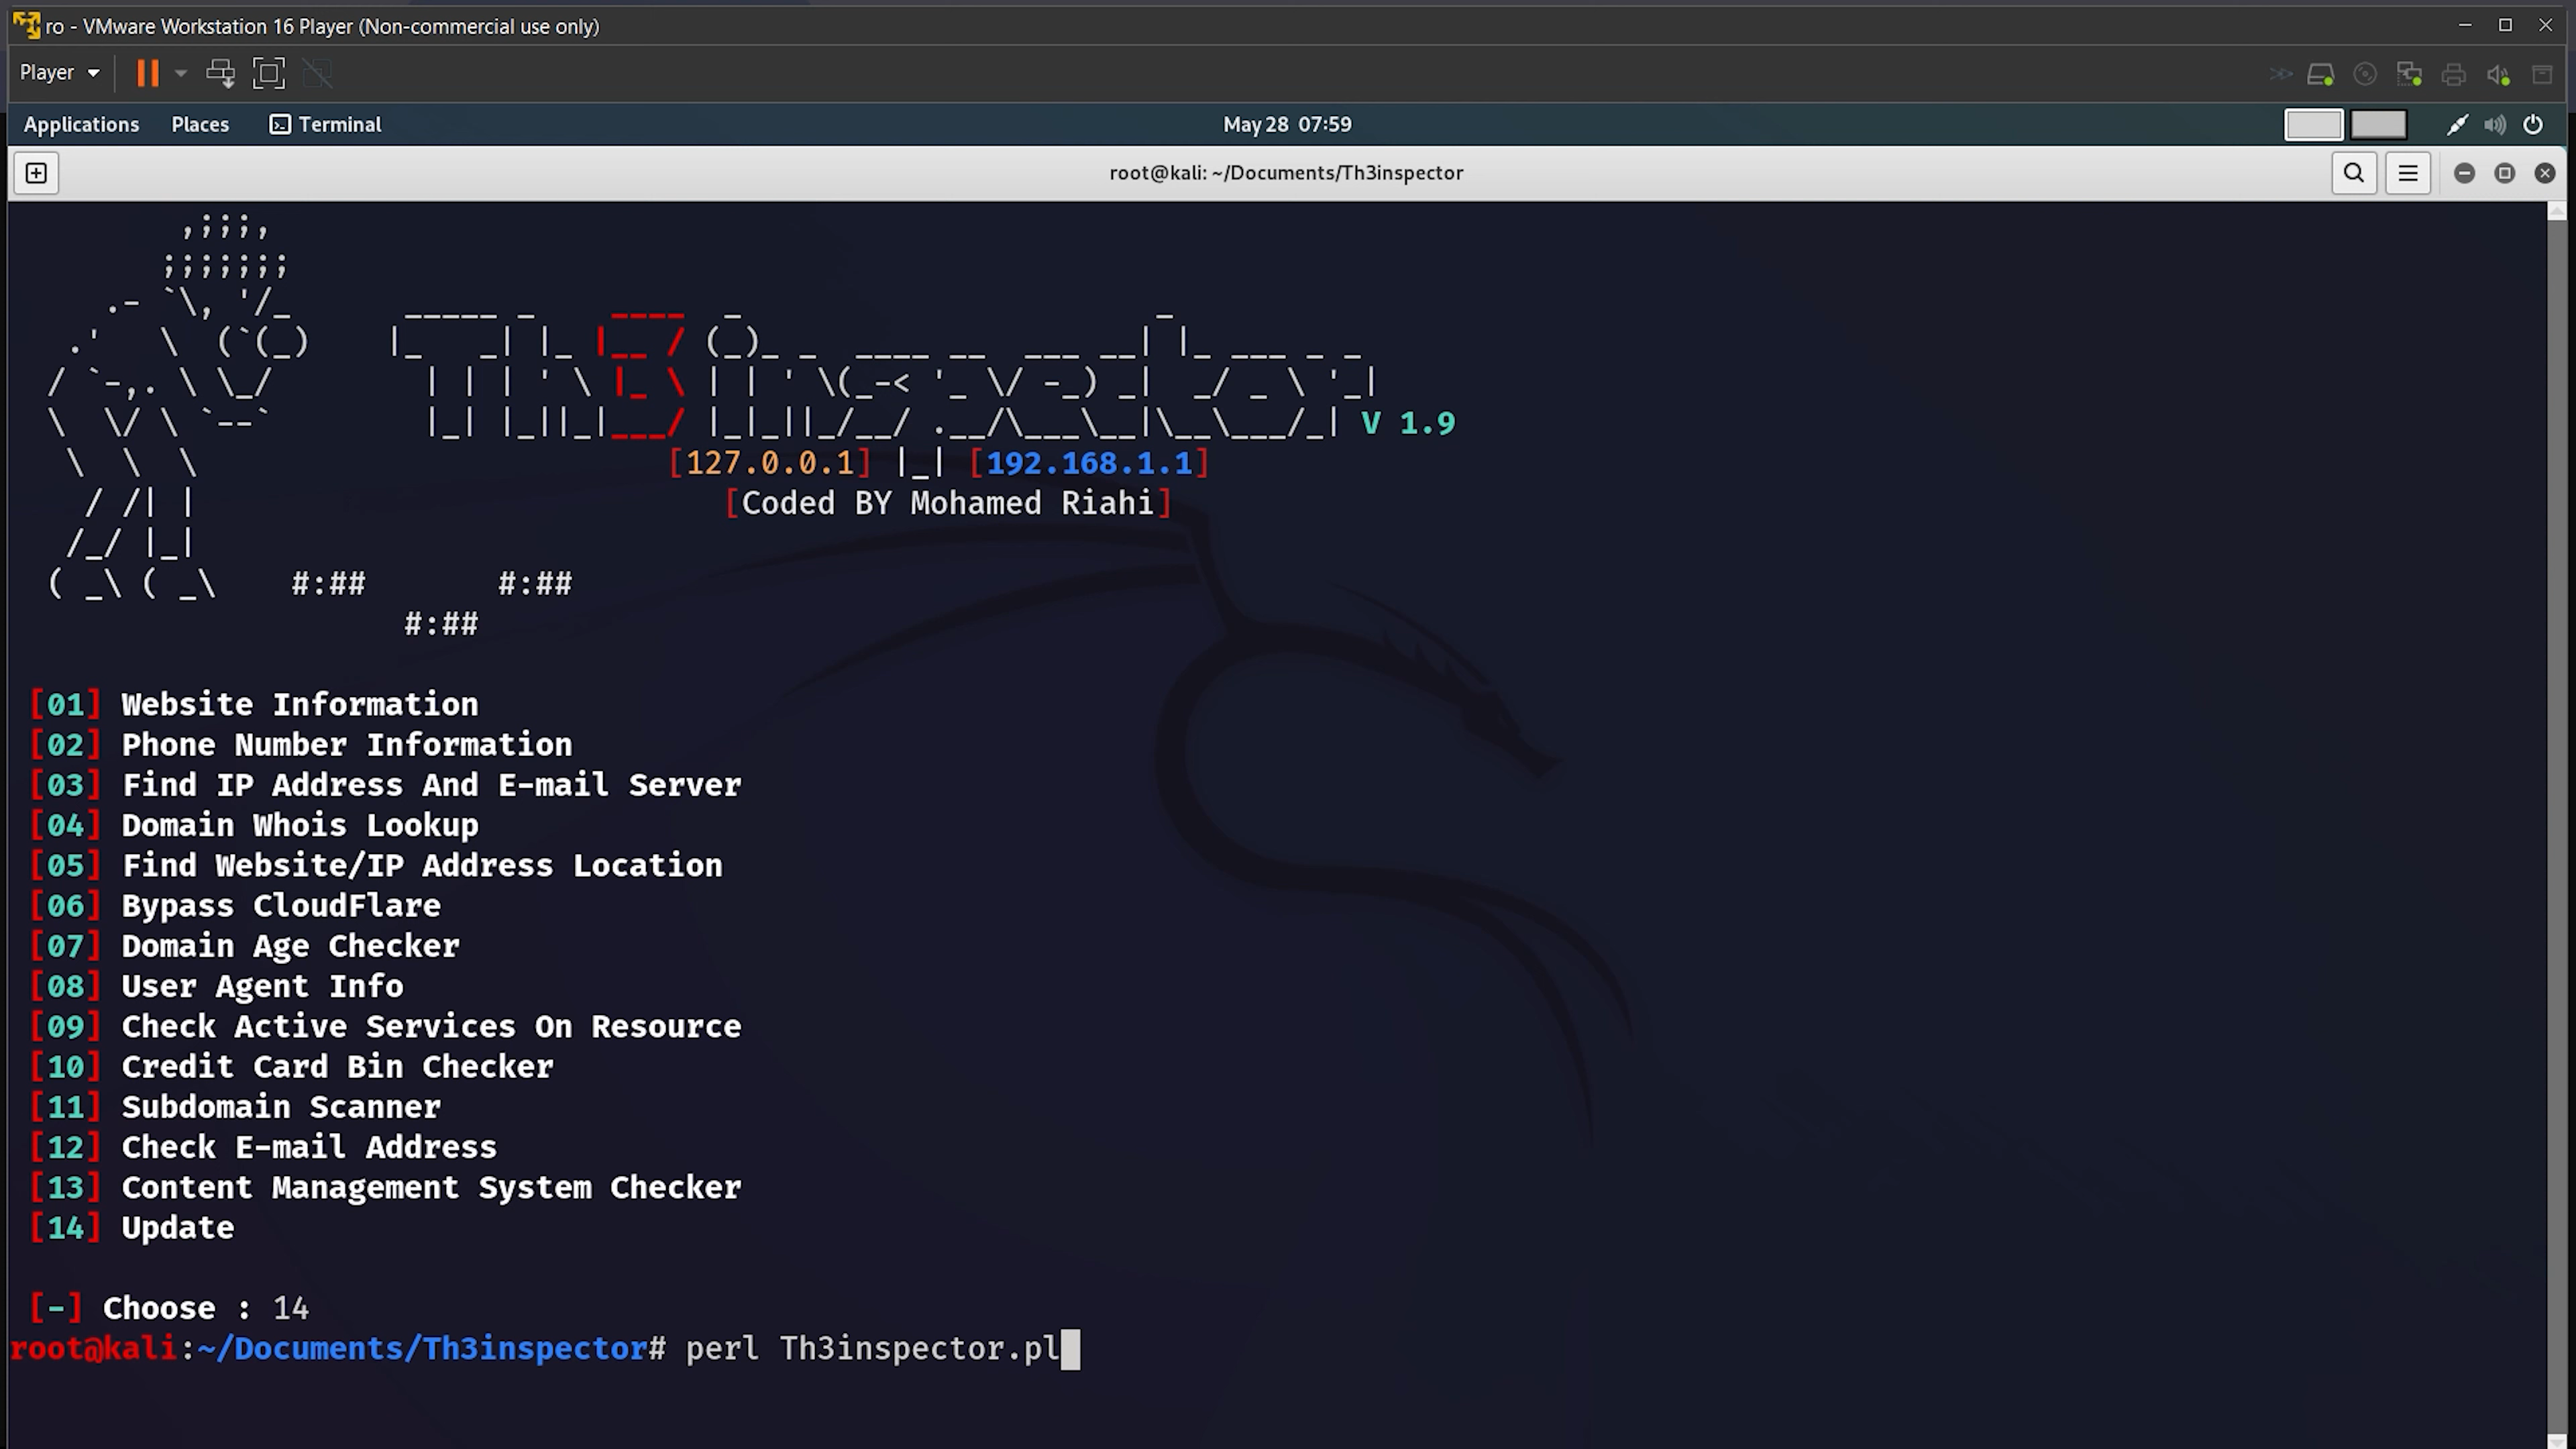 ro - VMware Workstation 16 Player (Non-commercial use only)
Player
Applications Places Terminal May 28 07:59
root@kali: ~/Documents/Th3inspector
Th3inspector V 1.9
[127.0.0.1] |_| [192.168.1.1]
[Coded BY Mohamed Riahi]
#:## #:##
#:##
[01] Website Information
[02] Phone Number Information
[03] Find IP Address And E-mail Server
[04] Domain Whois Lookup
[05] Find Website/IP Address Location
[06] Bypass CloudFlare
[07] Domain Age Checker
[08] User Agent Info
[09] Check Active Services On Resource
[10] Credit Card Bin Checker
[11] Subdomain Scanner
[12] Check E-mail Address
[13] Content Management System Checker
[14] Update
[-] Choose : 14
root@kali:~/Documents/Th3inspector# perl Th3inspector.pl